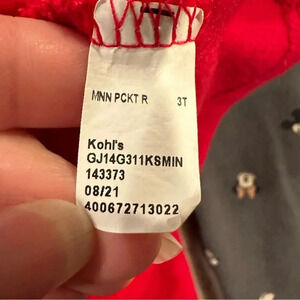 MNN PCKT R 3T
Kohl's
GJ14G311KSMIN
143373
08/21
400672713022